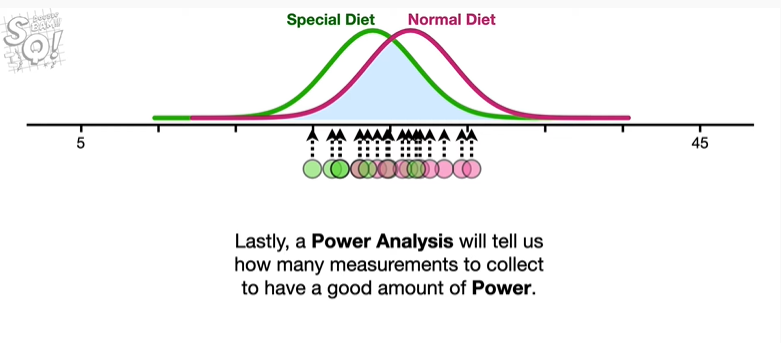 Special Diet
Normal Diet
StatQuest!
5
45
Lastly, a Power Analysis will tell us
how many measurements to collect
to have a good amount of Power.